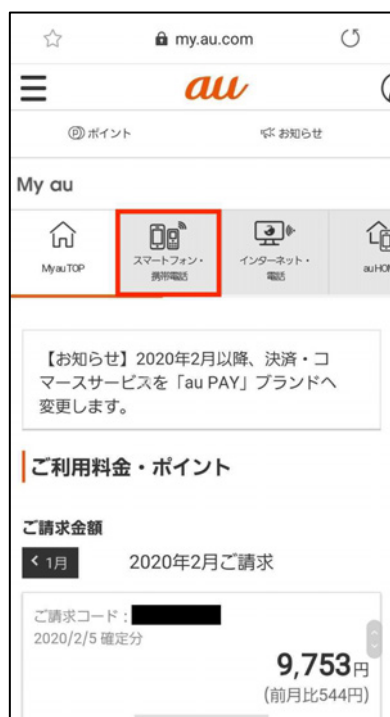 my.au.com
au
ポイント
お知らせ
My au
My au TOP
スマートフォン・
携帯電話
インターネット・
電話
au HO
【お知らせ】2020年2月以降、決済・コ
マースサービスを「au PAY」ブランドへ
変更します。
ご利用料金・ポイント
ご請求金額
1月
2020年2月ご請求
ご請求コード：
2020/2/5 確定分
9,753円
(前月比544円)